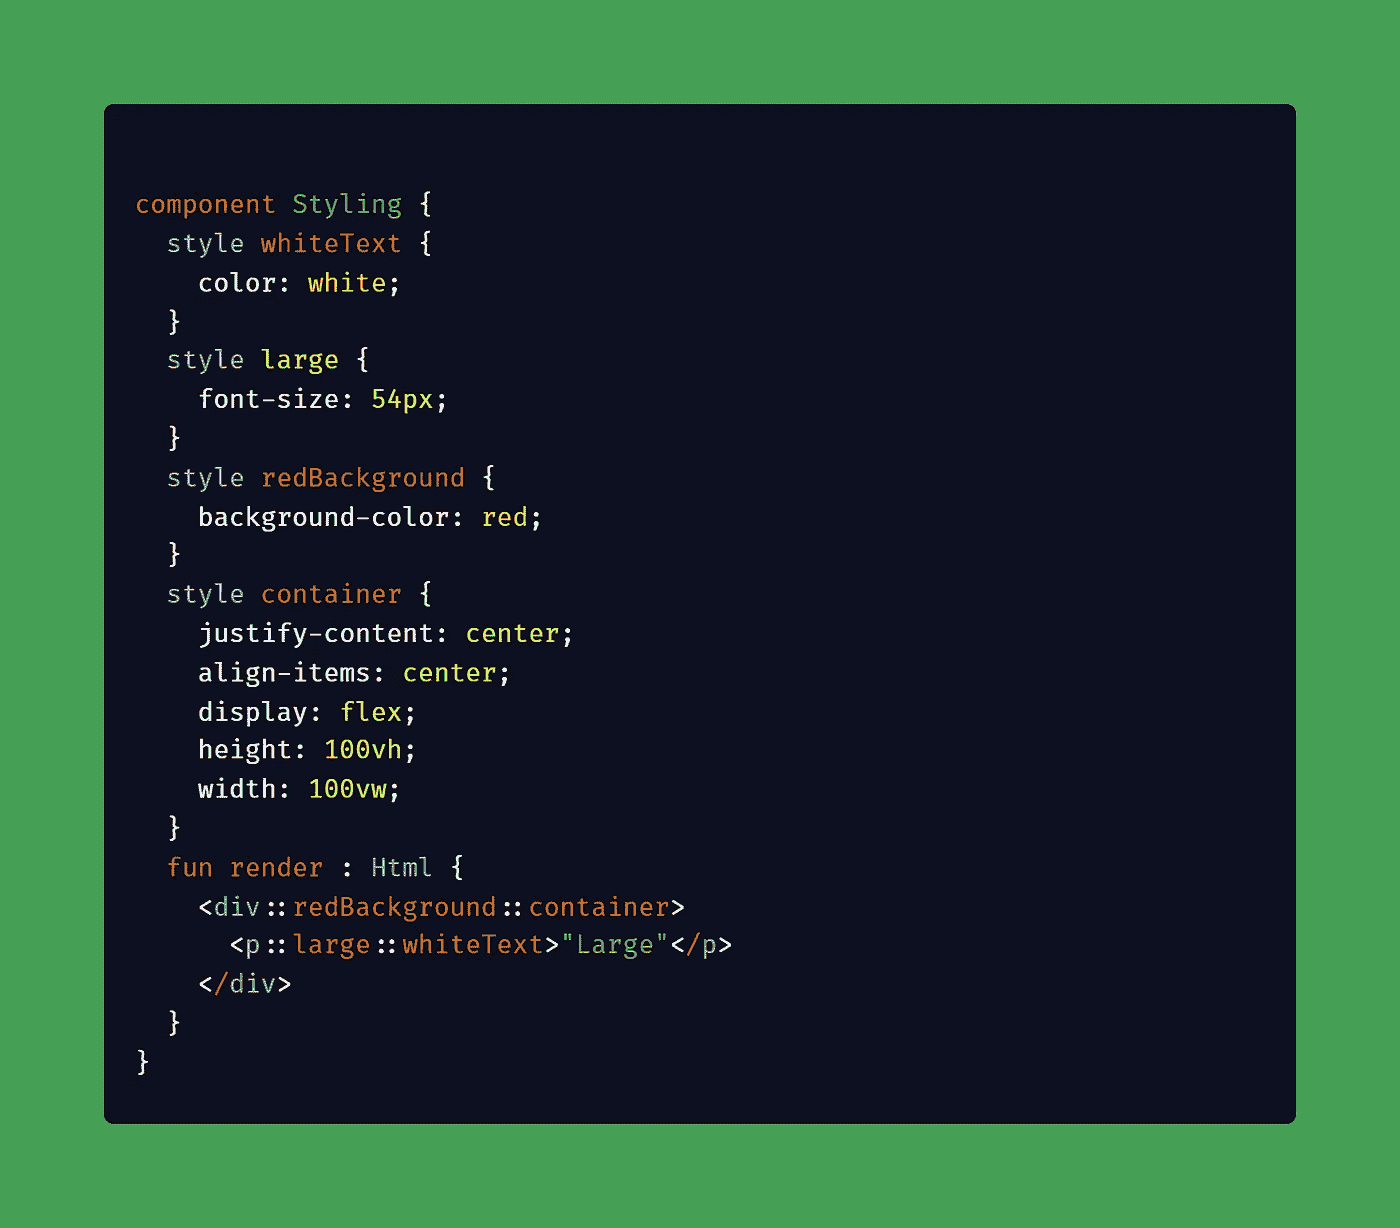 component Styling {
  style whiteText {
    color: white;
  }
  style large {
    font-size: 54px;
  }
  style redBackground {
    background-color: red;
  }
  style container {
    justify-content: center;
    align-items: center;
    display: flex;
    height: 100vh;
    width: 100vw;
  }
  fun render : Html {
    <div::redBackground::container>
      <p::large::whiteText>"Large"</p>
    </div>
  }
}